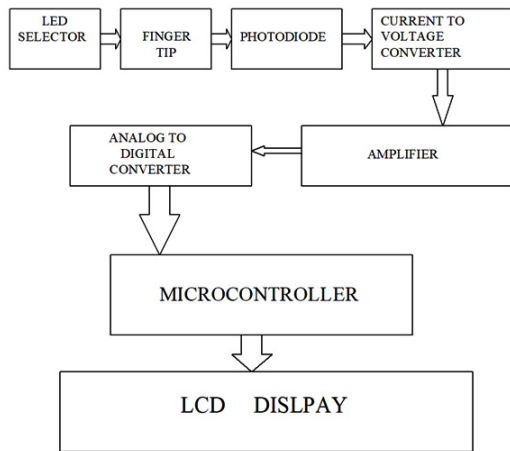 LED
SELECTOR
FINGER
TIP
PHOTODIODE
CURRENT TO
VOLTAGE
CONVERTER
ANALOG TO
DIGITAL
CONVERTER
AMPLIFIER
MICROCONTROLLER
LCD DISLPAY